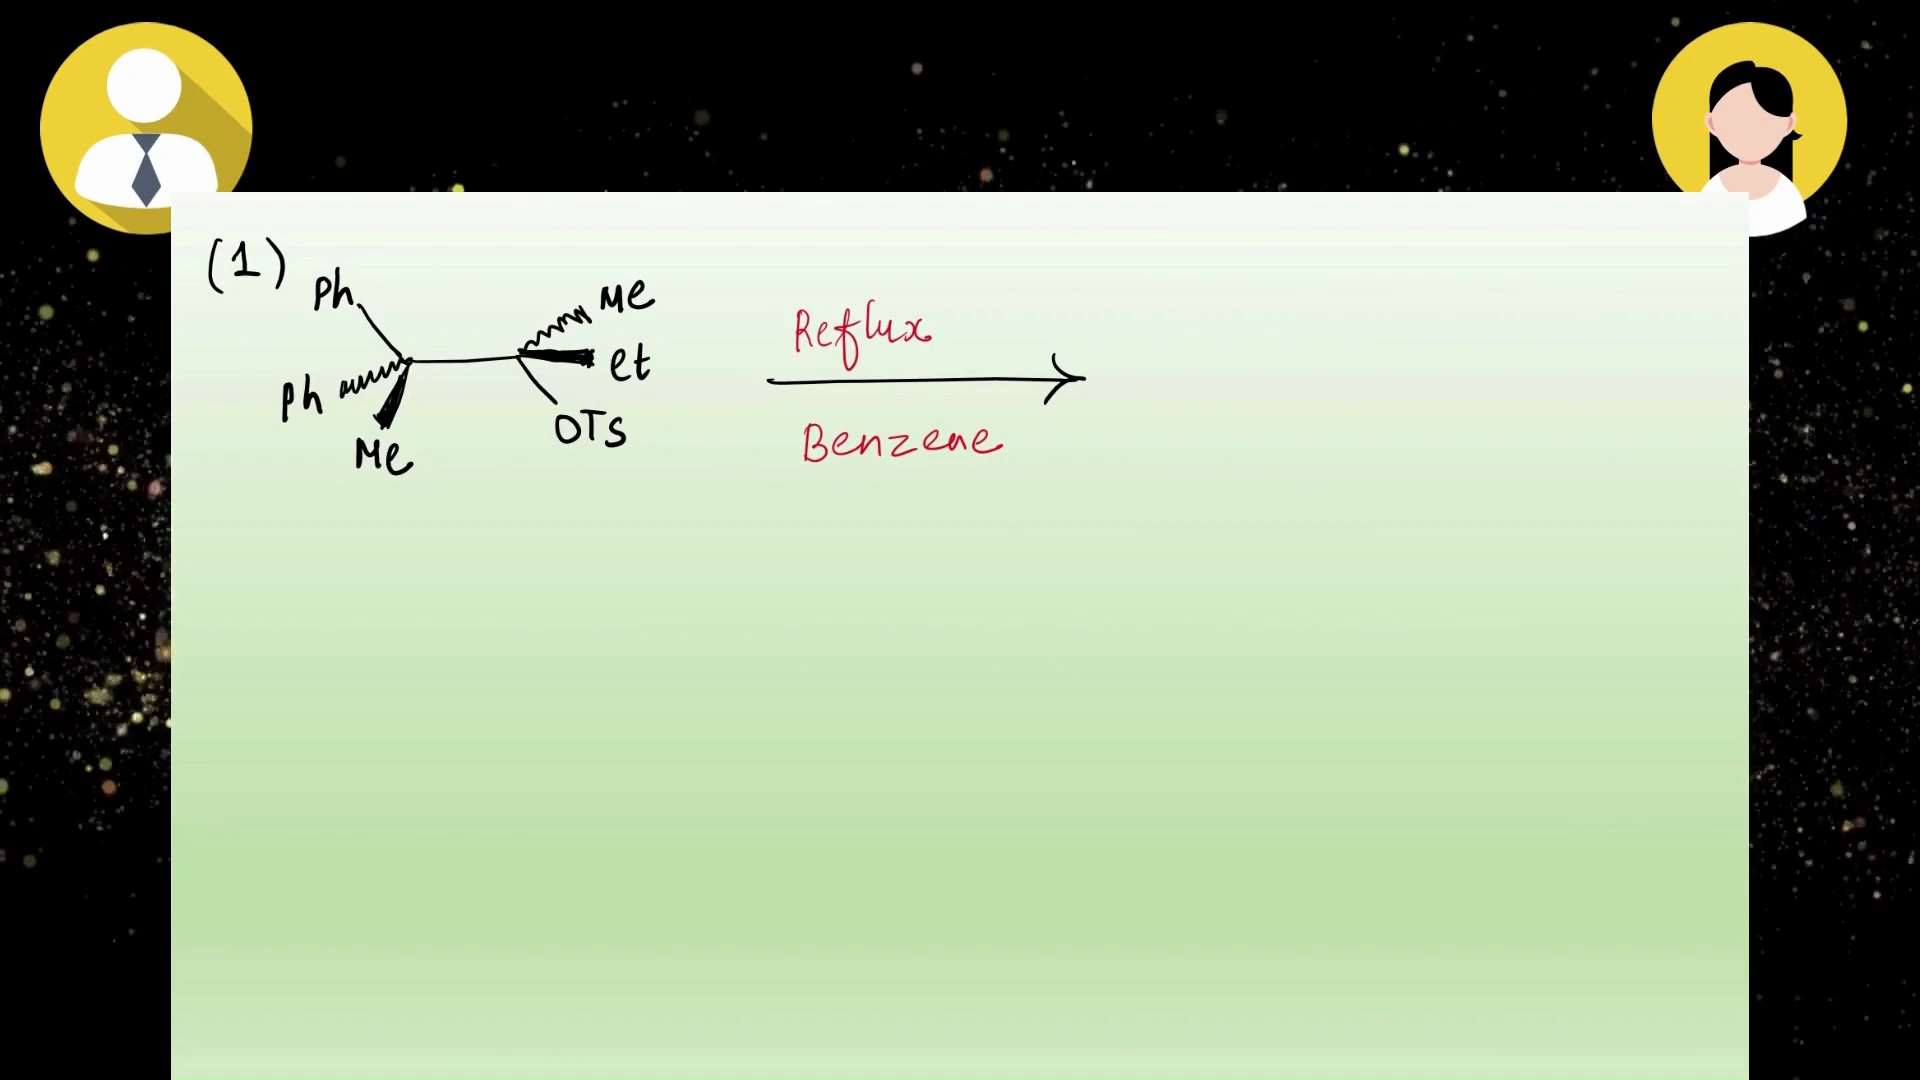 (1)
Ph
Me
Ph
et
Me
OTs
Reflux
Benzene